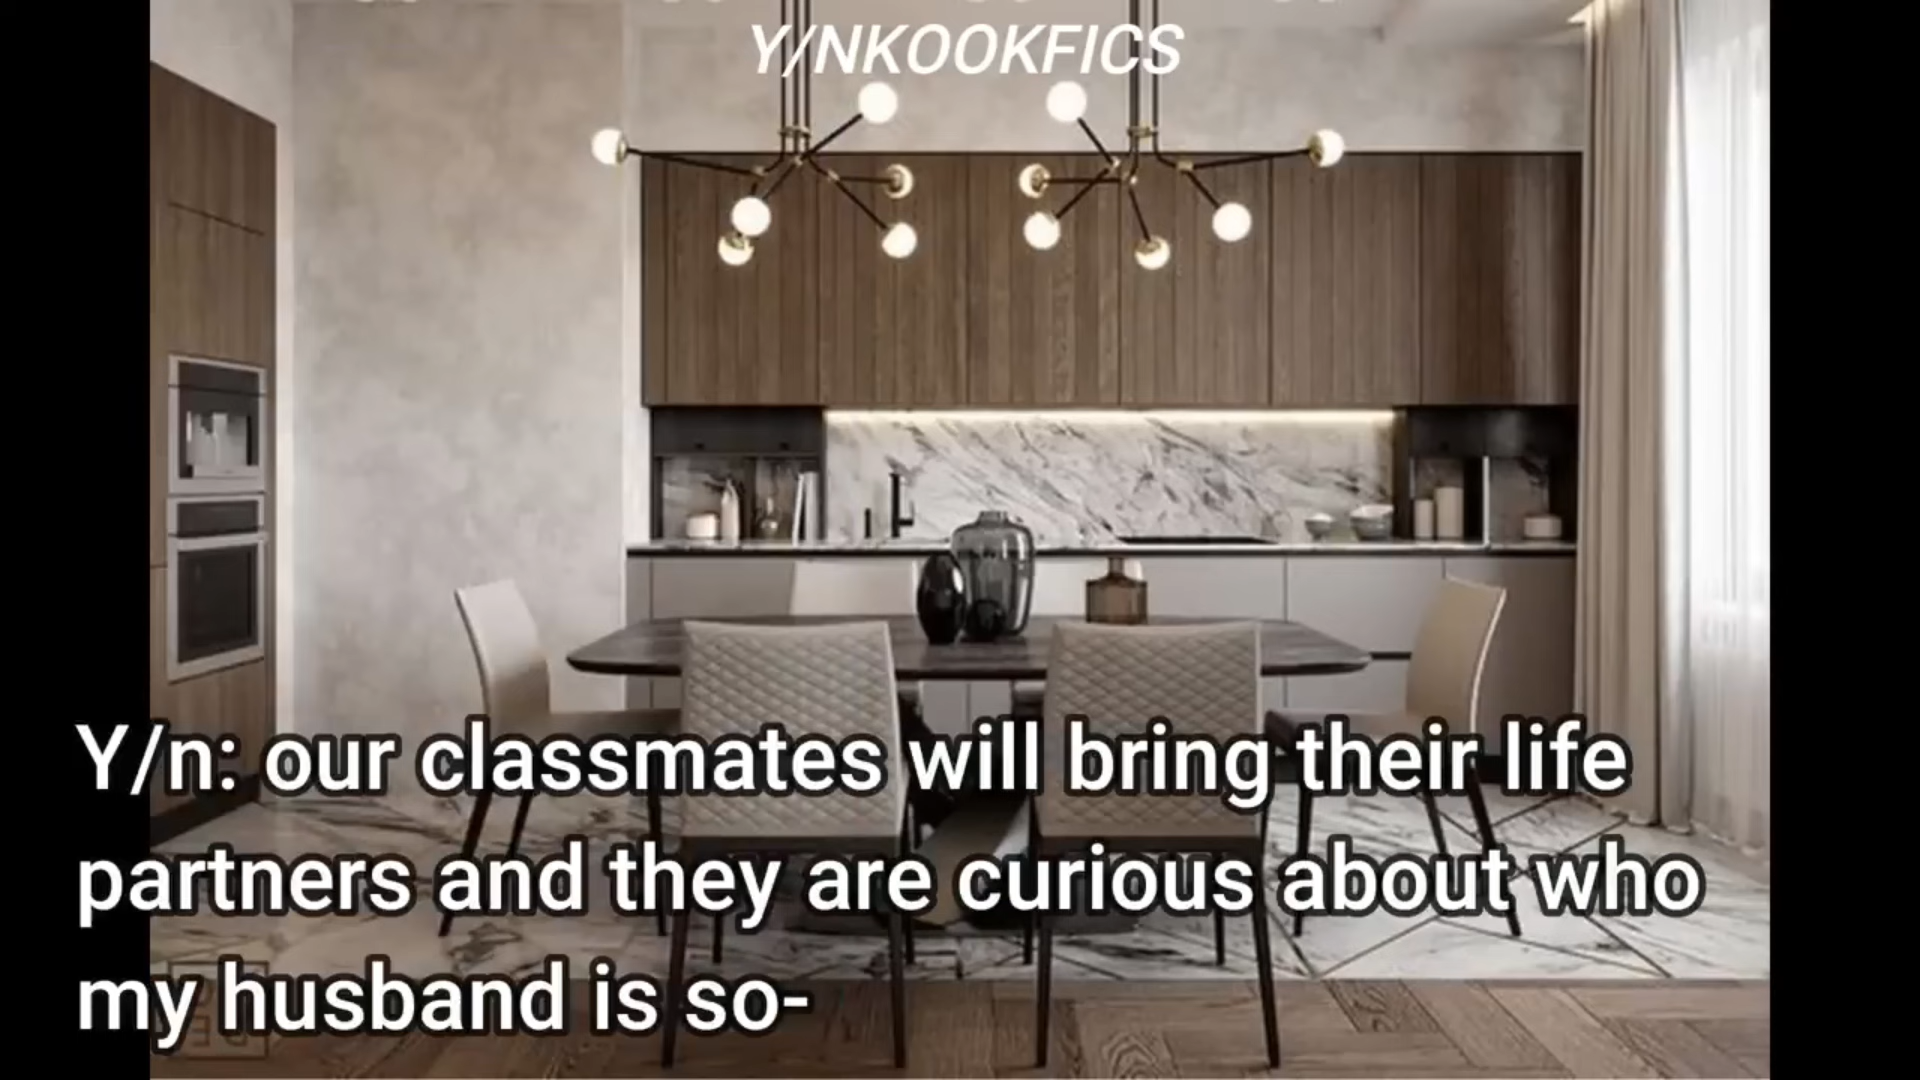 Y/NKOOKFICS
Y/n: our classmates will bring their life
partners and they are curious about who
my husband is so-